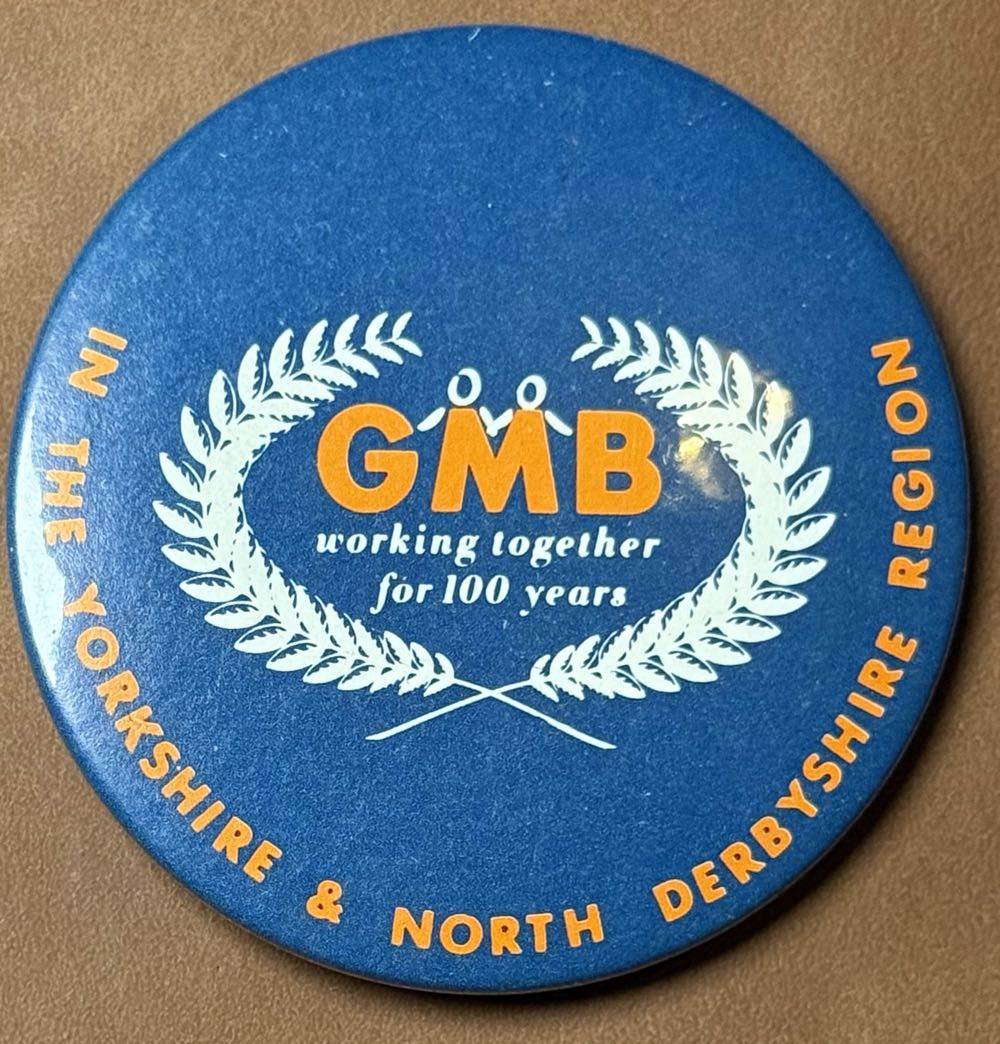 GMB
working together
for 100 years
IN THE YORKSHIRE & NORTH DERBYSHIRE REGION